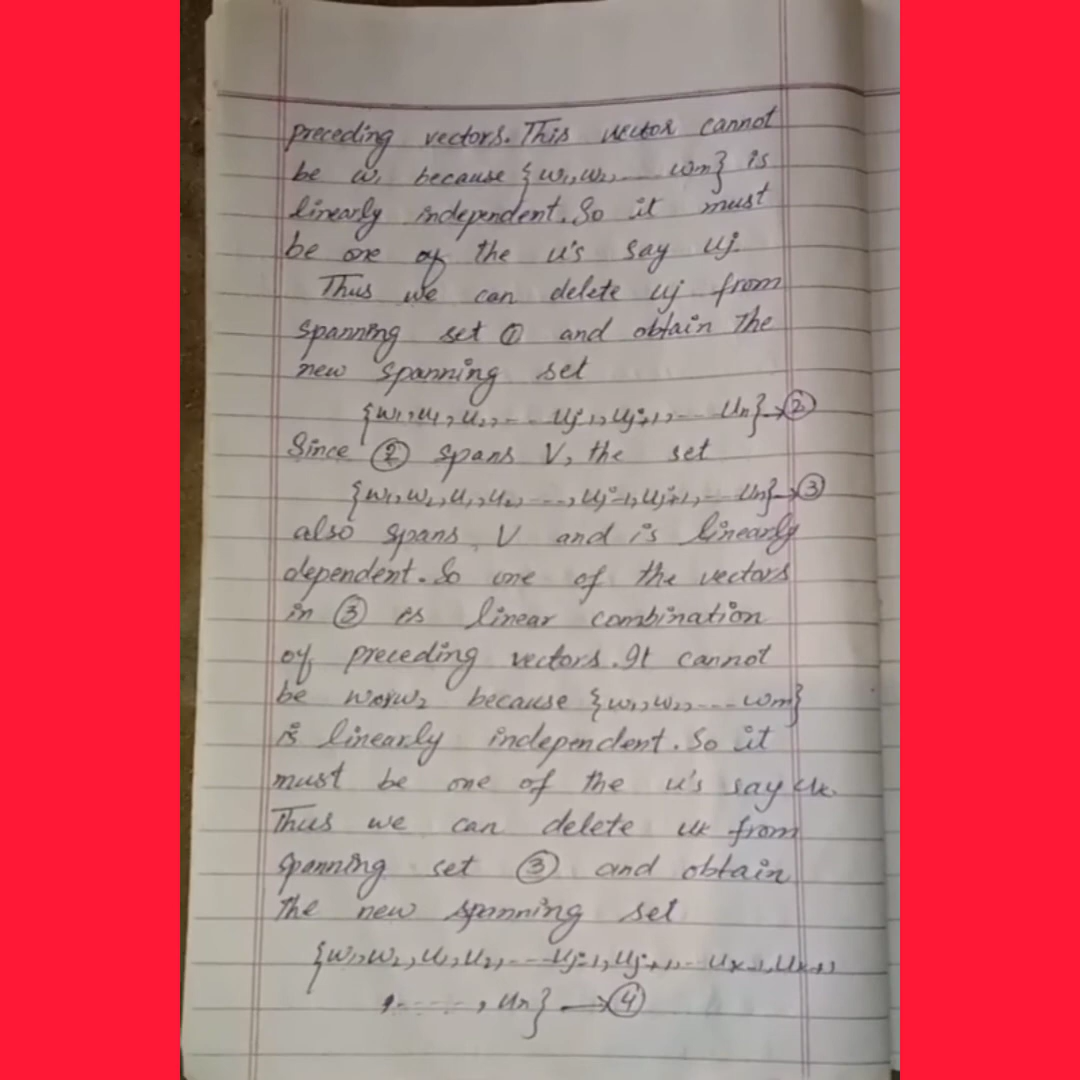 preceding vectors. This vector cannot
be w₁ because {w₁,w₂,....wm} is
linearly independent. So it must
be one of the u's say uj.
Thus we can delete uj from
spanning set ① and obtain the
new spanning set
{w₁,u₁,u₂,--- uj-1,uj+1,--- un}→②
Since ② spans V, the set
{w₁,w₂,u₁,u₂, ---, uj-1,uj+1,--- un}→③
also spans V and is linearly
dependent. So one of the vectors
in ③ is linear combination
of preceding vectors. It cannot
be w₁orw₂ because {w₁,w₂,---- wm}
is linearly independent. So it
must be one of the u's say uk.
Thus we can delete uk from
spanning set ③ and obtain
the new spanning set
{w₁,w₂,u₁,u₂,---uj-1,uj+1,--uk-1,uk+1
,-----, un} →④